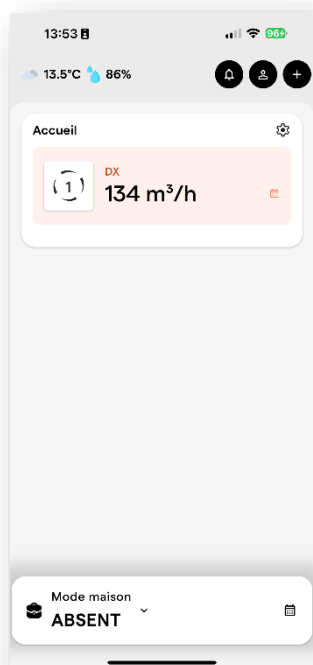 13:53
96
13.5°C 86%
Accueil
1
DX
134 m³/h
Mode maison
ABSENT